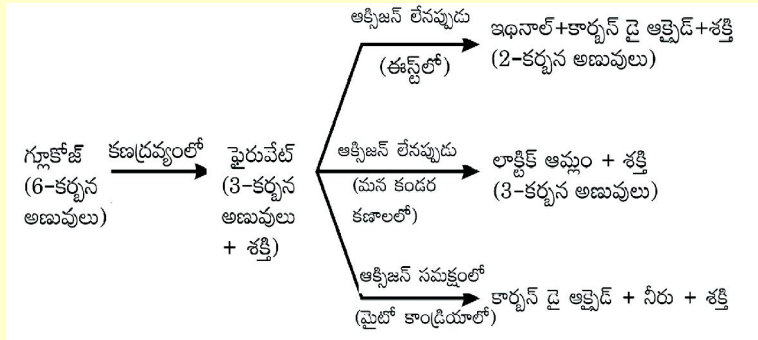 ఆక్సిజన్ లేనప్పుడు
(ఈస్ట్‌లో)
ఇథనాల్+కార్బన్ డై ఆక్సైడ్+శక్తి
(2-కర్బన అణువులు)
గ్లూకోజ్
(6-కర్బన
అణువులు)
కణద్రవ్యంలో
ఫైరువేట్
(3-కర్బన
అణువులు
+ శక్తి)
ఆక్సిజన్ లేనప్పుడు
(మన కండర
కణాలలో)
లాక్టిక్ ఆమ్లం + శక్తి
(3-కర్బన అణువులు)
ఆక్సిజన్ సమక్షంలో
(మైటో కాండ్రియాలో)
కార్బన్ డై ఆక్సైడ్ + నీరు + శక్తి